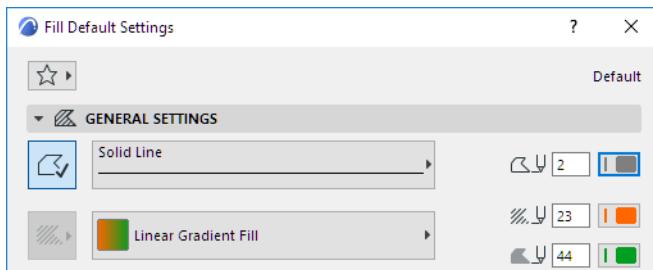 Fill Default Settings
?
Default
GENERAL SETTINGS
Solid Line
2
23
Linear Gradient Fill
44